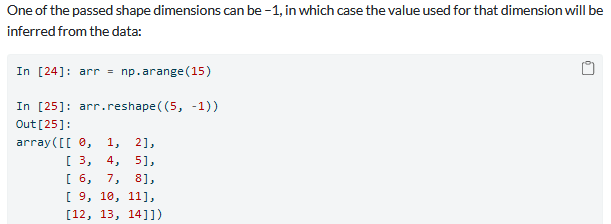 One of the passed shape dimensions can be –1, in which case the value used for that dimension will be
inferred from the data:
In [24]: arr = np.arange(15)
In [25]: arr.reshape((5, -1))
Out[25]:
array([[ 0,  1,  2],
       [ 3,  4,  5],
       [ 6,  7,  8],
       [ 9, 10, 11],
       [12, 13, 14]])